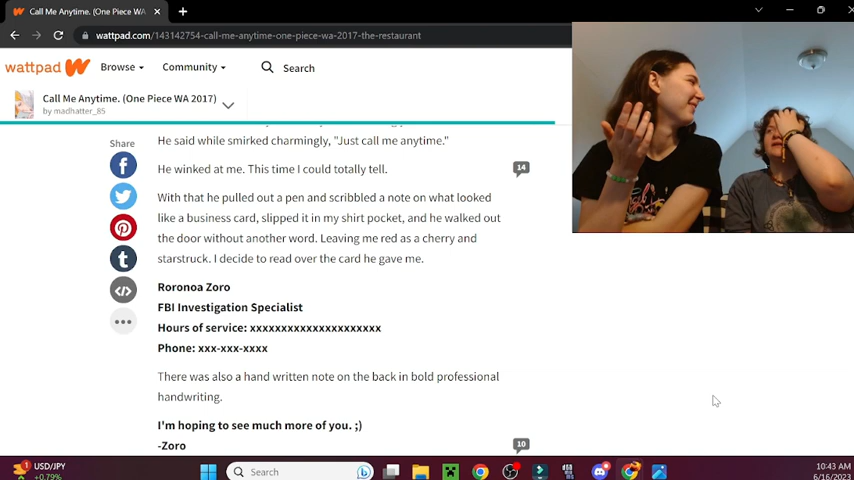 Call Me Anytime. (One Piece WA
wattpad.com/143142754-call-me-anytime-one-piece-wa-2017-the-restaurant
wattpad
Browse
Community
Search
Call Me Anytime. (One Piece WA 2017)
by madhatter_85
Share
He said while smirked charmingly, "Just call me anytime."
He winked at me. This time I could totally tell.
14
With that he pulled out a pen and scribbled a note on what looked
like a business card, slipped it in my shirt pocket, and he walked out
the door without another word. Leaving me red as a cherry and
starstruck. I decide to read over the card he gave me.
Roronoa Zoro
FBI Investigation Specialist
Hours of service: xxxxxxxxxxxxxxxxxxxxx
Phone: xxx-xxx-xxxx
There was also a hand written note on the back in bold professional
handwriting.
I'm hoping to see much more of you. ;)
-Zoro
10
USD/JPY
+0.79%
1
Search
10:43 AM
6/16/2023